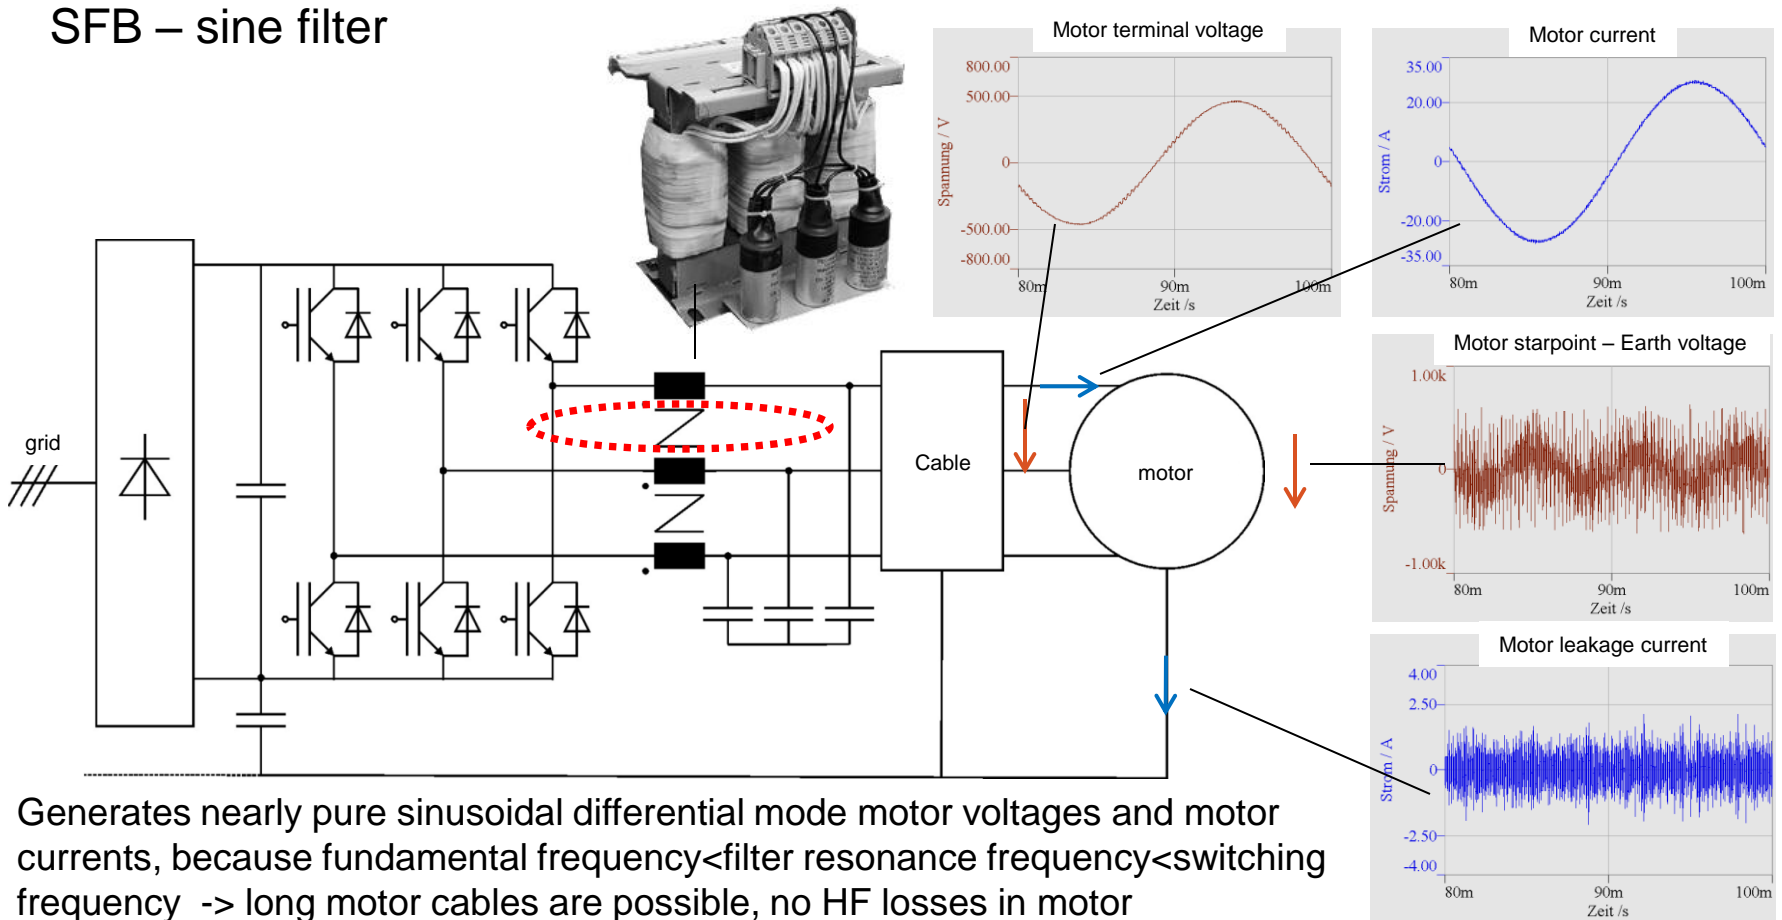 SFB – sine filter
Motor terminal voltage
800.00
500.00
0
-500.00
-800.00
Spannung / V
80m
90m
100m
Zeit /s
Motor current
35.00
20.00
0
-20.00
-35.00
Strom / A
80m
90m
100m
Zeit /s
Motor starpoint – Earth voltage
1.00k
0
-1.00k
Spannung / V
80m
90m
100m
Zeit /s
Motor leakage current
4.00
2.50
0
-2.50
-4.00
Strom / A
80m
90m
100m
Zeit /s
grid
Cable
motor
Generates nearly pure sinusoidal differential mode motor voltages and motor
currents, because fundamental frequency<filter resonance frequency<switching
frequency -> long motor cables are possible, no HF losses in motor